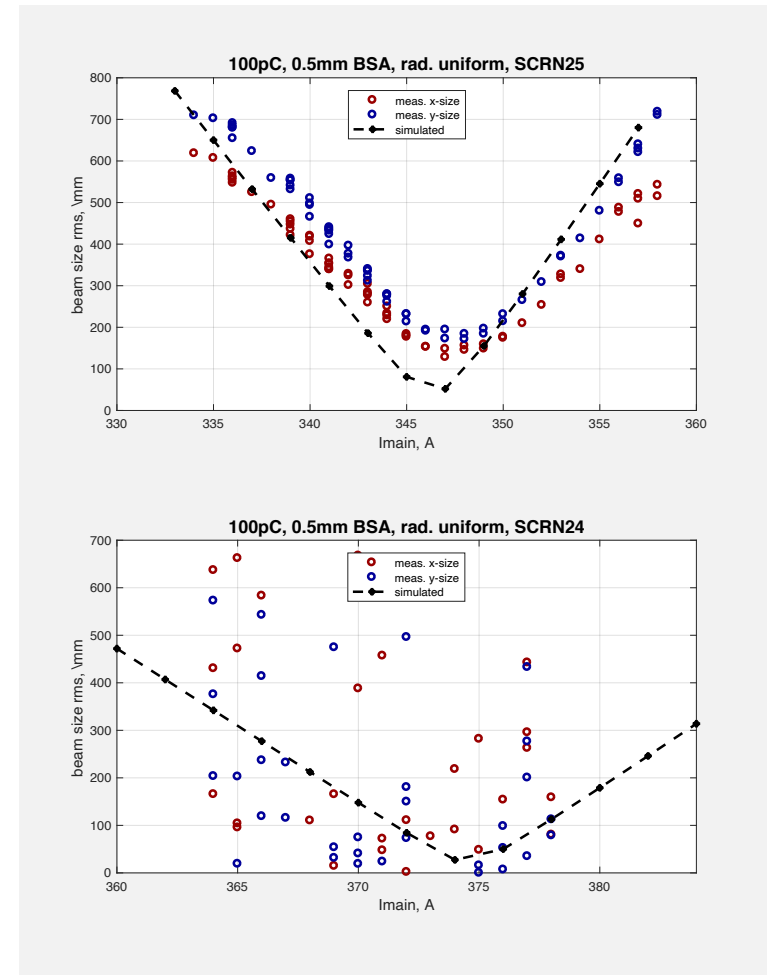 100pC, 0.5mm BSA, rad. uniform, SCRN25
800
700
600
500
400
300
200
100
0
beam size rms, \mm
meas. x-size
meas. y-size
simulated
330 335 340 345 350 355 360
Imain, A
100pC, 0.5mm BSA, rad. uniform, SCRN24
700
600
500
400
300
200
100
0
beam size rms, \mm
meas. x-size
meas. y-size
simulated
360 365 370 375 380
Imain, A